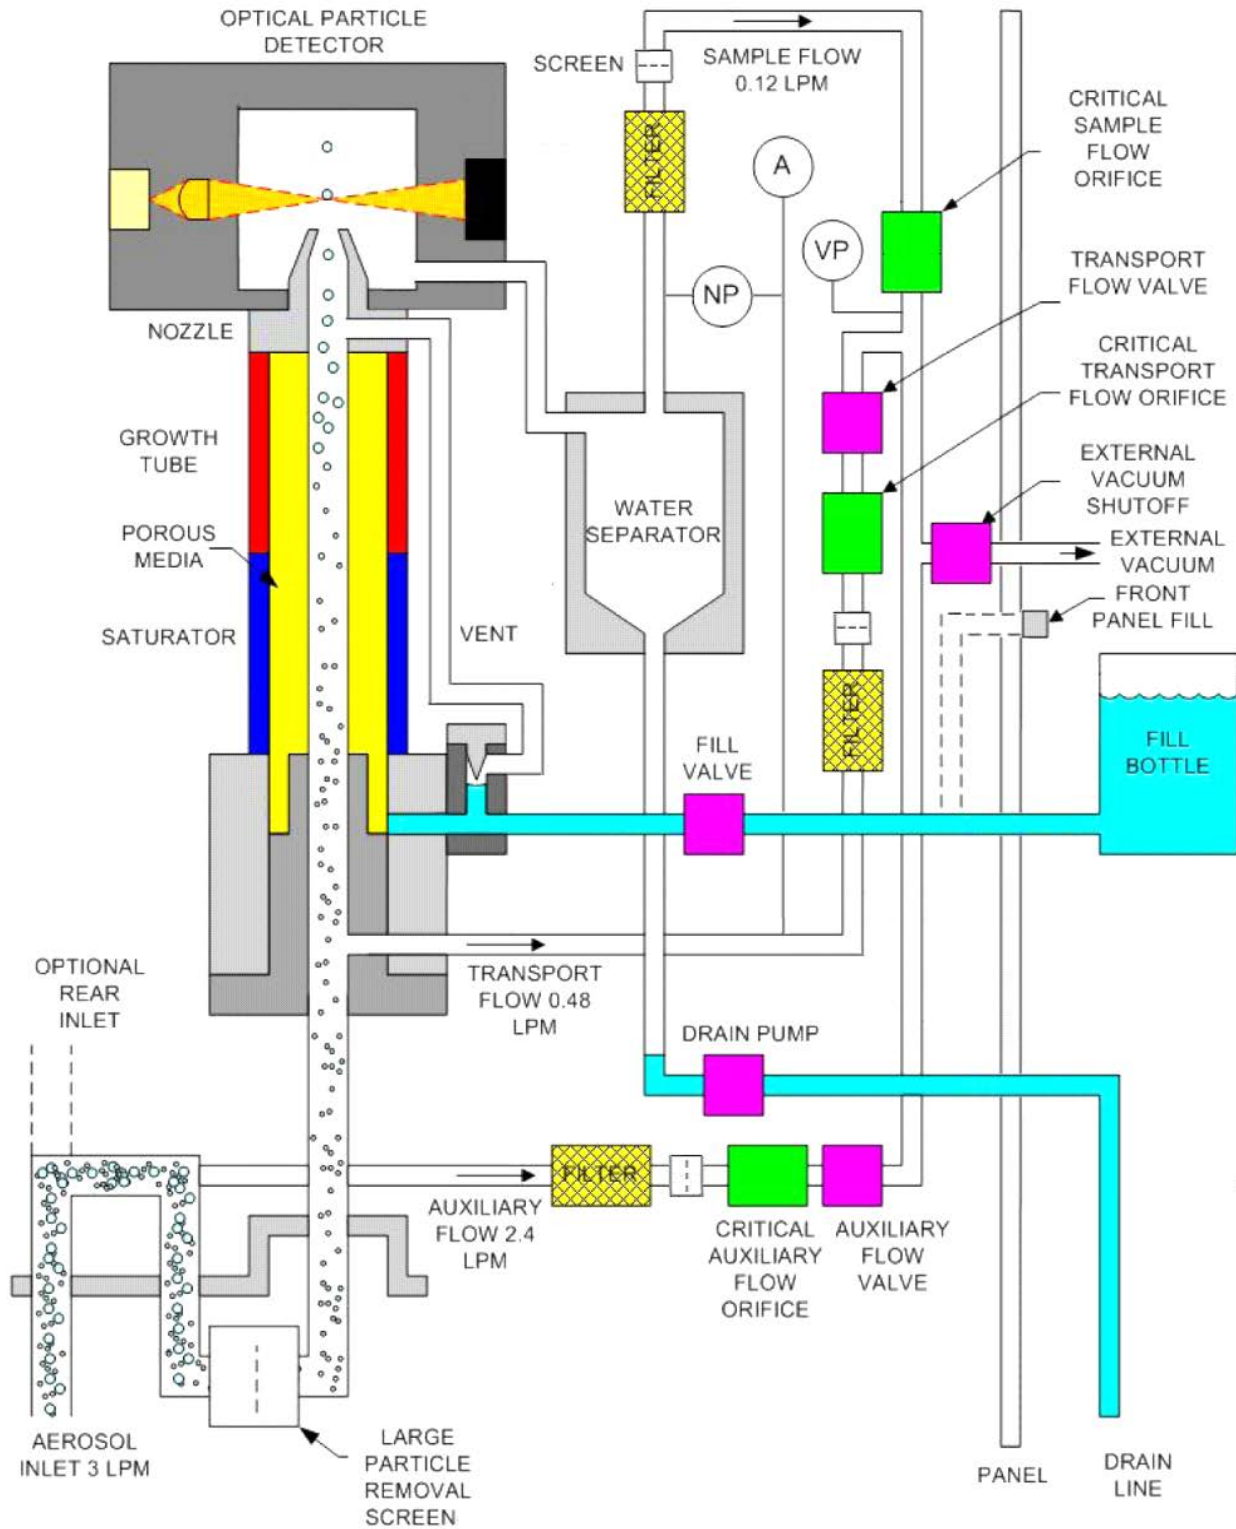 OPTICAL PARTICLE
DETECTOR
SCREEN
SAMPLE FLOW
0.12 LPM
CRITICAL
SAMPLE
FLOW
ORIFICE
FILTER
A
VP
NP
TRANSPORT
FLOW VALVE
NOZZLE
CRITICAL
TRANSPORT
FLOW ORIFICE
GROWTH
TUBE
EXTERNAL
VACUUM
SHUTOFF
WATER
SEPARATOR
POROUS
MEDIA
EXTERNAL
VACUUM
FRONT
PANEL FILL
SATURATOR
VENT
FILTER
FILL
VALVE
FILL
BOTTLE
OPTIONAL
REAR
INLET
TRANSPORT
FLOW 0.48
LPM
DRAIN PUMP
FILTER
AUXILIARY
FLOW 2.4
LPM
CRITICAL
AUXILIARY
FLOW
ORIFICE
AUXILIARY
FLOW
VALVE
AEROSOL
INLET 3 LPM
LARGE
PARTICLE
REMOVAL
SCREEN
PANEL
DRAIN
LINE